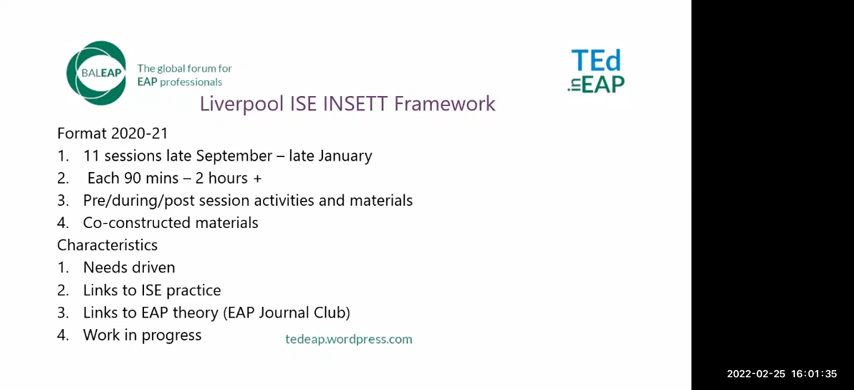 BALEAP
The global forum for
EAP professionals
TEd
.in
EAP
Liverpool ISE INSETT Framework
Format 2020-21
1. 11 sessions late September – late January
2. Each 90 mins – 2 hours +
3. Pre/during/post session activities and materials
4. Co-constructed materials
Characteristics
1. Needs driven
2. Links to ISE practice
3. Links to EAP theory (EAP Journal Club)
4. Work in progress
tedeap.wordpress.com
2022-02-25 16:01:35